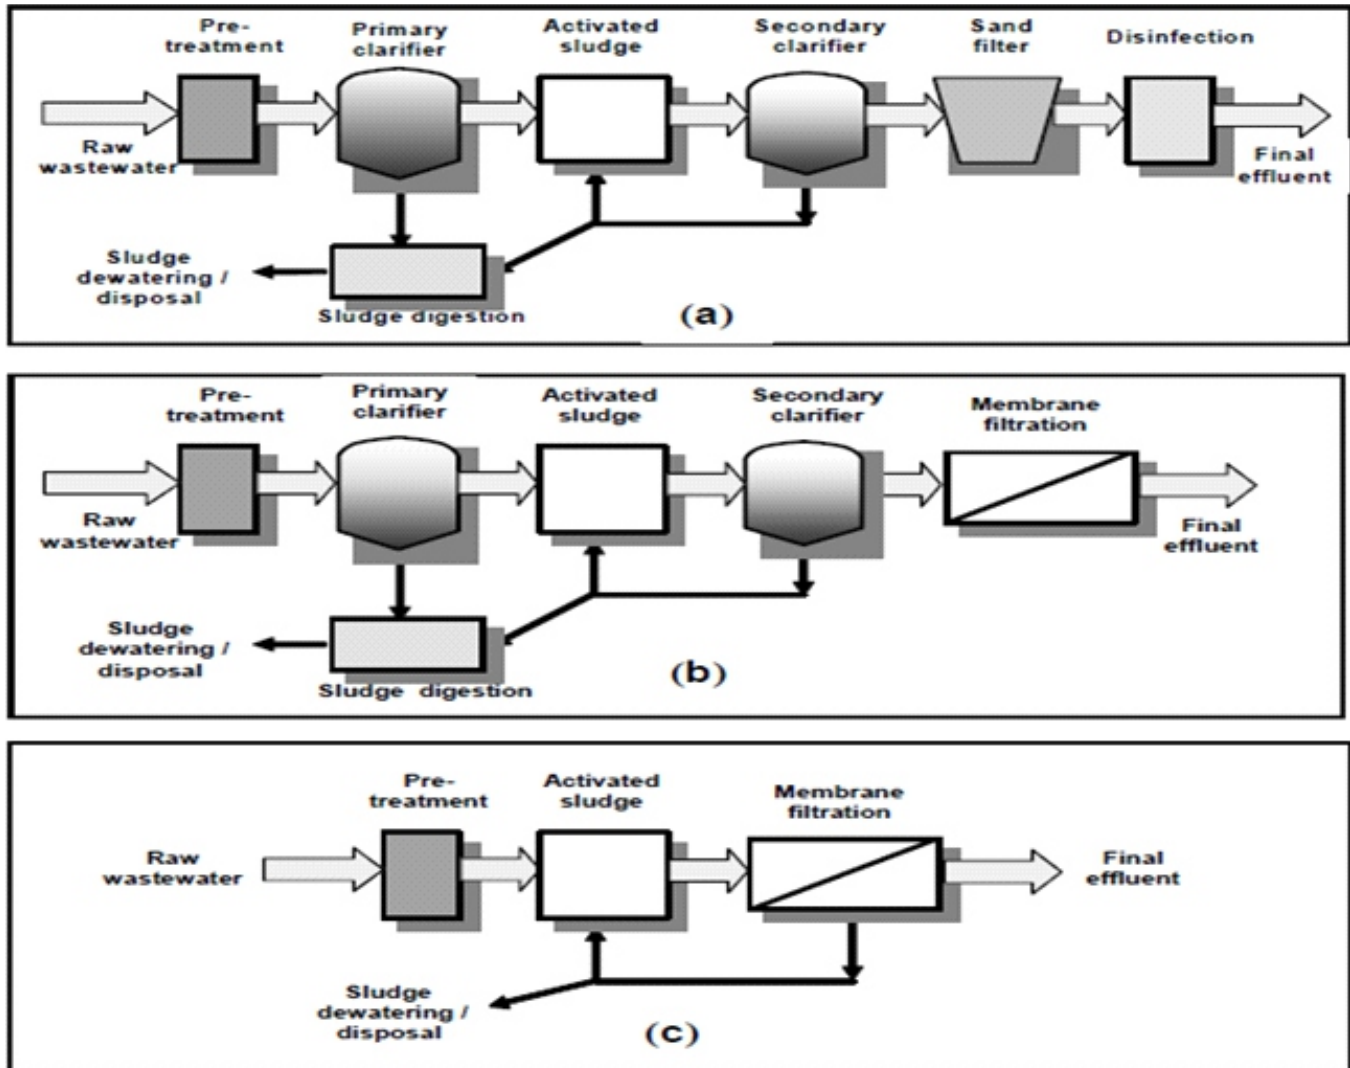 Pre-
treatment
Primary
clarifier
Activated
sludge
Secondary
clarifier
Sand
filter
Disinfection
Raw
wastewater
Final
effluent
Sludge
dewatering /
disposal
Sludge digestion
(a)
Pre-
treatment
Primary
clarifier
Activated
sludge
Secondary
clarifier
Membrane
filtration
Raw
wastewater
Final
effluent
Sludge
dewatering /
disposal
Sludge digestion
(b)
Pre-
treatment
Activated
sludge
Membrane
filtration
Raw
wastewater
Final
effluent
Sludge
dewatering /
disposal
(c)